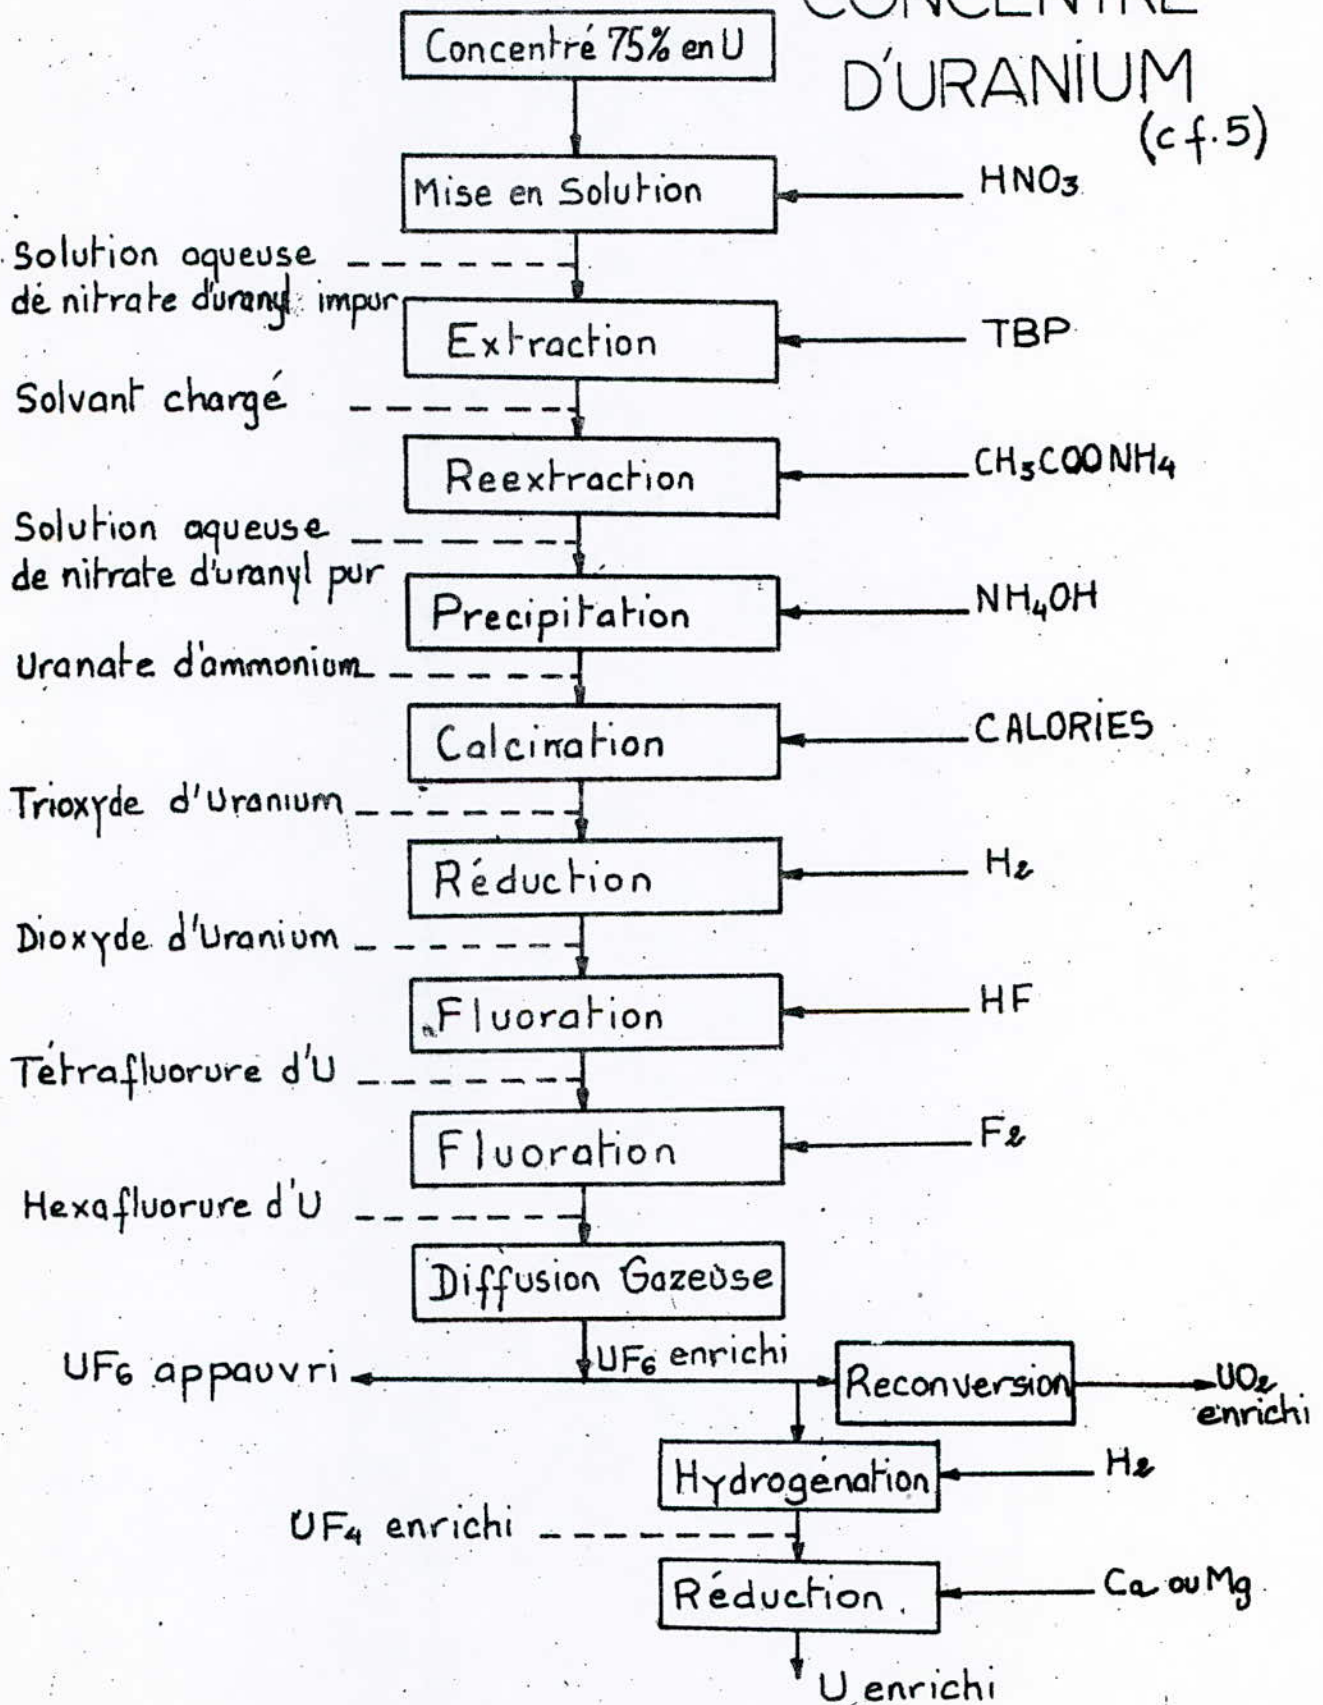 CONCENTRE
D'URANIUM
(cf.5)
Concentré 75% en U
Mise en Solution
HNO3
Solution aqueuse
de nitrate d'uranyl impur
Extraction
TBP
Solvant chargé
Reextraction
CH3COONH4
Solution aqueuse
de nitrate d'uranyl pur
Precipitation
NH4OH
Uranate d'ammonium
Calcination
CALORIES
Trioxyde d'Uranium
Réduction
H2
Dioxyde d'Uranium
Fluoration
HF
Tétrafluorure d'U
Fluoration
F2
Hexafluorure d'U
Diffusion Gazeuse
UF6 appauvri
UF6 enrichi
Reconversion
UO2
enrichi
Hydrogénation
H2
UF4 enrichi
Réduction
Ca ou Mg
U enrichi